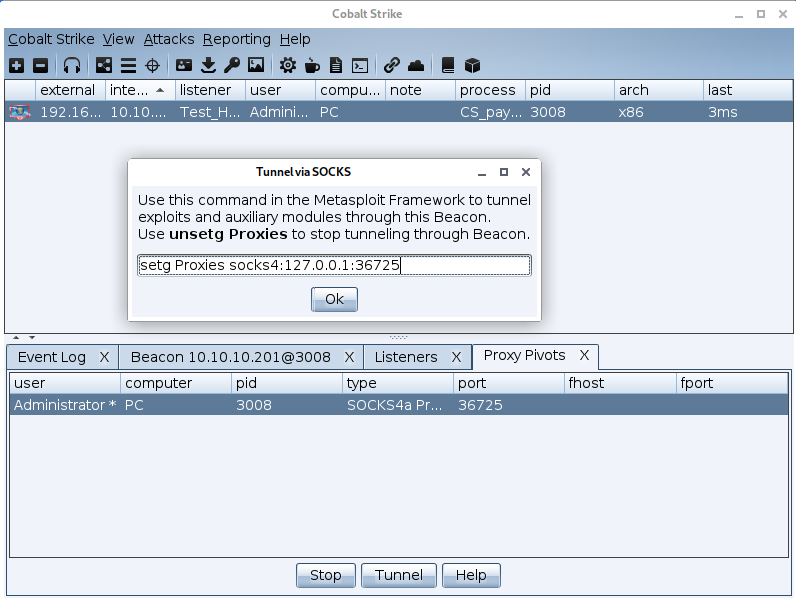 Cobalt Strike
Cobalt Strike View Attacks Reporting Help
external inte... listener user compu... note process pid arch last
192.16... 10.10.... Test_H... Admini... PC CS_pay... 3008 x86 3ms
Tunnel via SOCKS
Use this command in the Metasploit Framework to tunnel
exploits and auxiliary modules through this Beacon.
Use unsetg Proxies to stop tunneling through Beacon.
setg Proxies socks4:127.0.0.1:36725
Ok
Event Log X Beacon 10.10.10.201@3008 X Listeners X Proxy Pivots X
user computer pid type port fhost fport
Administrator * PC 3008 SOCKS4a Pr... 36725
Stop Tunnel Help